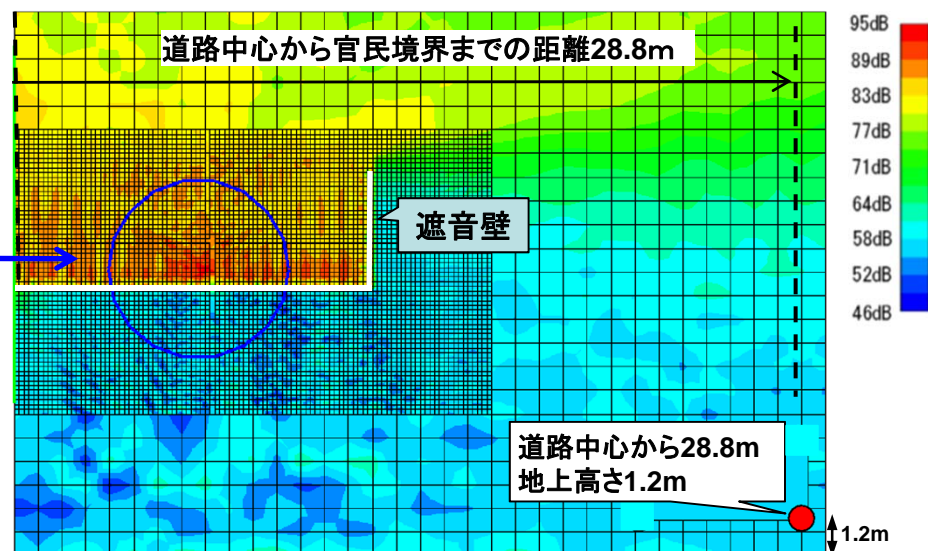 道路中心から官民境界までの距離28.8m
95dB
89dB
83dB
77dB
71dB
64dB
58dB
52dB
46dB
遮音壁
道路中心から28.8m
地上高さ1.2m
1.2m